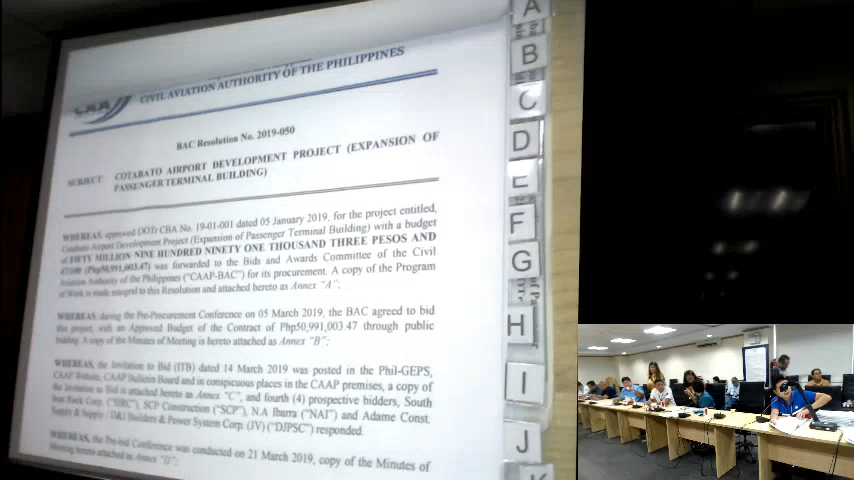 CAAP
CIVIL AVIATION AUTHORITY OF THE PHILIPPINES
BAC Resolution No. 2019-050
SUBJECT: COTABATO AIRPORT DEVELOPMENT PROJECT (EXPANSION OF
PASSENGER TERMINAL BUILDING)
WHEREAS, approved DOTr CBA No. 19-01-001 dated 05 January 2019, for the project entitled,
Cotabato Airport Development Project (Expansion of Passenger Terminal Building) with a budget
of FIFTY MILLION NINE HUNDRED NINETY ONE THOUSAND THREE PESOS AND
47/100 (Php50,991,003.47) was forwarded to the Bids and Awards Committee of the Civil
Aviation Authority of the Philippines ("CAAP-BAC") for its procurement. A copy of the Program
of Work is made integral to this Resolution and attached hereto as Annex "A";
WHEREAS, during the Pre-Procurement Conference on 05 March 2019, the BAC agreed to bid
this project, with an Approved Budget of the Contract of Php50,991,003.47 through public
bidding. A copy of the Minutes of Meeting is hereto attached as Annex "B";
WHEREAS, the Invitation to Bid (ITB) dated 14 March 2019 was posted in the Phil-GEPS,
CAAP Website, CAAP Bulletin Board and in conspicuous places in the CAAP premises, a copy of
the Invitation to Bid is attached hereto as Annex "C", and fourth (4) prospective bidders, South
Star Rock Corp. ("SSRC"), SCP Construction ("SCP"), N.A Ibarra ("NAI") and Adame Const.
Supply & Supply - D&J Builders & Power System Corp. (JV) ("DJPSC") responded.
WHEREAS, the Pre-bid Conference was conducted on 21 March 2019, copy of the Minutes of
Meeting hereto attached as Annex "D";
A
B
C
D
E
F
G
H
I
J
K